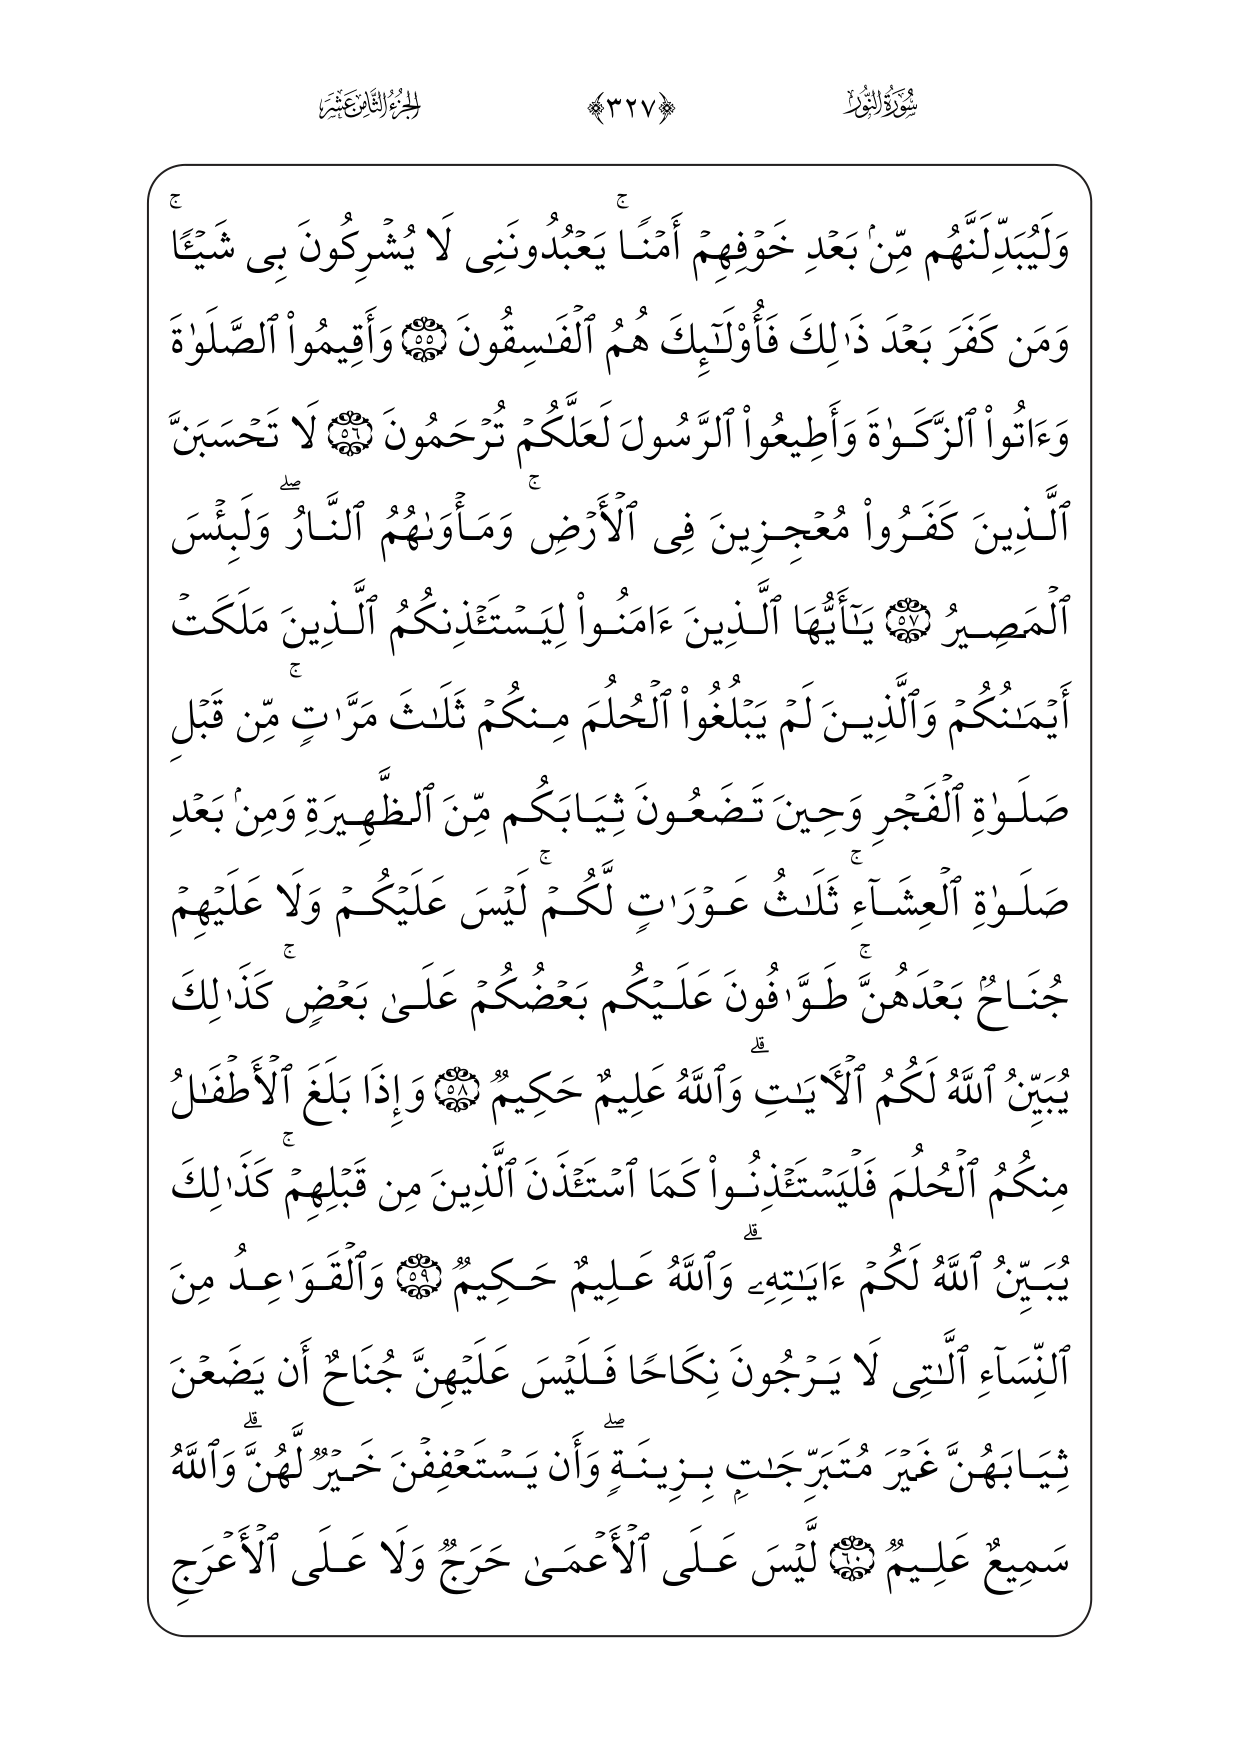 سُورَةُ النُّورِ ﴿٣٢٧﴾ الجُزْءُ الثَّامِنَ عَشَرَ
وَلَيُبَدِّلَنَّهُم مِّنۢ بَعۡدِ خَوۡفِهِمۡ أَمۡنٗاۚ يَعۡبُدُونَنِي لَا يُشۡرِكُونَ بِي شَيۡـٔٗاۚ
وَمَن كَفَرَ بَعۡدَ ذَٰلِكَ فَأُوْلَـٰٓئِكَ هُمُ ٱلۡفَٰسِقُونَ ٥٥ وَأَقِيمُواْ ٱلصَّلَوٰةَ
وَءَاتُواْ ٱلزَّكَوٰةَ وَأَطِيعُواْ ٱلرَّسُولَ لَعَلَّكُمۡ تُرۡحَمُونَ ٥٦ لَا تَحۡسَبَنَّ
ٱلَّذِينَ كَفَرُواْ مُعۡجِزِينَ فِي ٱلۡأَرۡضِۚ وَمَأۡوَىٰهُمُ ٱلنَّارُۖ وَلَبِئۡسَ
ٱلۡمَصِيرُ ٥٧ يَـٰٓأَيُّهَا ٱلَّذِينَ ءَامَنُواْ لِيَسۡتَـٔۡذِنكُمُ ٱلَّذِينَ مَلَكَتۡ
أَيۡمَٰنُكُمۡ وَٱلَّذِينَ لَمۡ يَبۡلُغُواْ ٱلۡحُلُمَ مِنكُمۡ ثَلَٰثَ مَرَّٰتٖۚ مِّن قَبۡلِ
صَلَوٰةِ ٱلۡفَجۡرِ وَحِينَ تَضَعُونَ ثِيَابَكُم مِّنَ ٱلظَّهِيرَةِ وَمِنۢ بَعۡدِ
صَلَوٰةِ ٱلۡعِشَآءِۚ ثَلَٰثُ عَوۡرَٰتٖ لَّكُمۡۚ لَيۡسَ عَلَيۡكُمۡ وَلَا عَلَيۡهِمۡ
جُنَاحُۢ بَعۡدَهُنَّۚ طَوَّٰفُونَ عَلَيۡكُم بَعۡضُكُمۡ عَلَىٰ بَعۡضٖۚ كَذَٰلِكَ
يُبَيِّنُ ٱللَّهُ لَكُمُ ٱلۡأٓيَٰتِۗ وَٱللَّهُ عَلِيمٌ حَكِيمٞ ٥٨ وَإِذَا بَلَغَ ٱلۡأَطۡفَٰلُ
مِنكُمُ ٱلۡحُلُمَ فَلۡيَسۡتَـٔۡذِنُواْ كَمَا ٱسۡتَـٔۡذَنَ ٱلَّذِينَ مِن قَبۡلِهِمۡۚ كَذَٰلِكَ
يُبَيِّنُ ٱللَّهُ لَكُمۡ ءَايَٰتِهِۦۗ وَٱللَّهُ عَلِيمٌ حَكِيمٞ ٥٩ وَٱلۡقَوَٰعِدُ مِنَ
ٱلنِّسَآءِ ٱلَّٰتِي لَا يَرۡجُونَ نِكَاحٗا فَلَيۡسَ عَلَيۡهِنَّ جُنَاحٌ أَن يَضَعۡنَ
ثِيَابَهُنَّ غَيۡرَ مُتَبَرِّجَٰتِۭ بِزِينَةٖۖ وَأَن يَسۡتَعۡفِفۡنَ خَيۡرٞ لَّهُنَّۗ وَٱللَّهُ
سَمِيعٌ عَلِيمٞ ٦٠ لَّيۡسَ عَلَى ٱلۡأَعۡمَىٰ حَرَجٞ وَلَا عَلَى ٱلۡأَعۡرَجِ